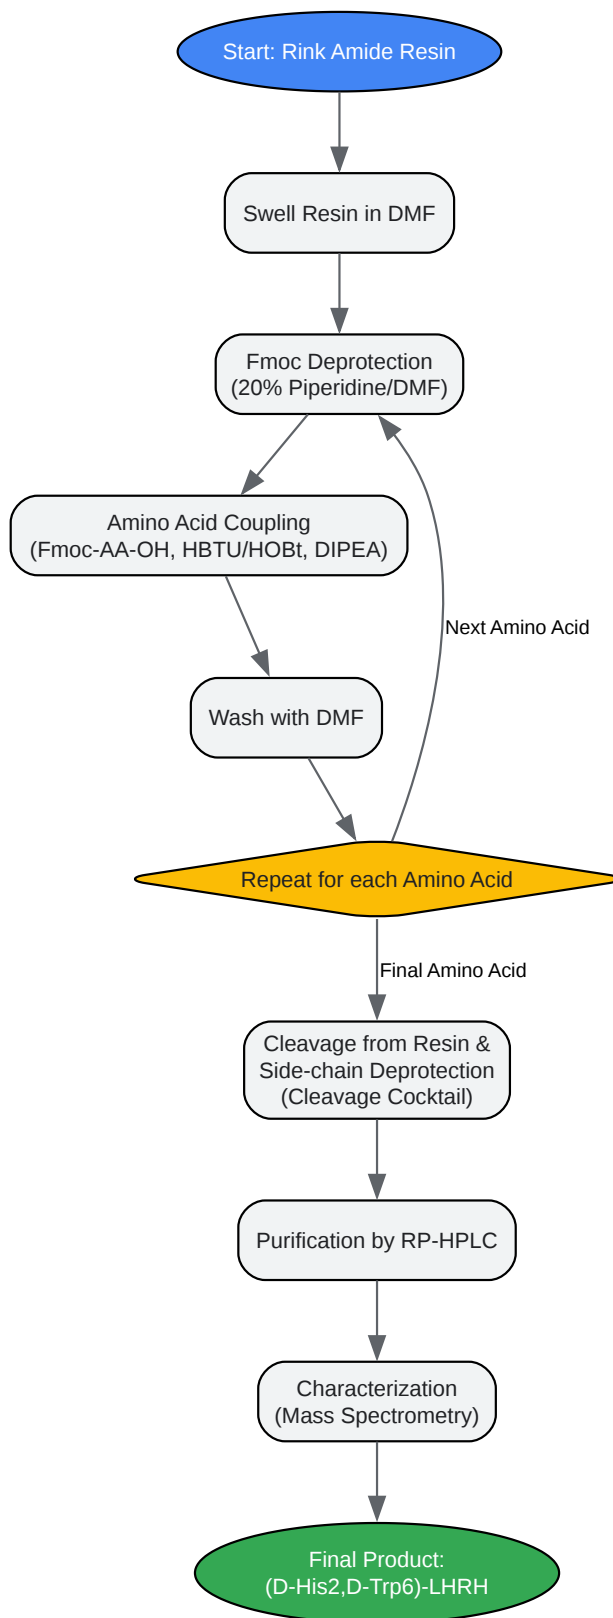 Start: Rink Amide Resin
Swell Resin in DMF
Fmoc Deprotection
(20% Piperidine/DMF)
Amino Acid Coupling
(Fmoc-AA-OH, HBTU/HOBt, DIPEA)
Next Amino Acid
Wash with DMF
Repeat for each Amino Acid
Final Amino Acid
Cleavage from Resin &
Side-chain Deprotection
(Cleavage Cocktail)
Purification by RP-HPLC
Characterization
(Mass Spectrometry)
Final Product:
(D-His2,D-Trp6)-LHRH